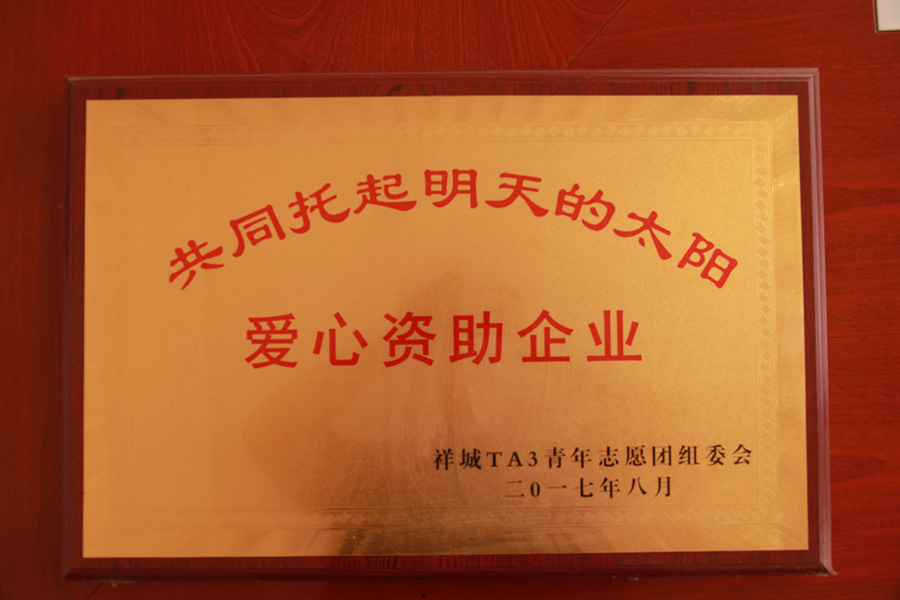 共同托起明天的太阳
爱心资助企业
祥城TA3青年志愿团组委会
二0一七年八月